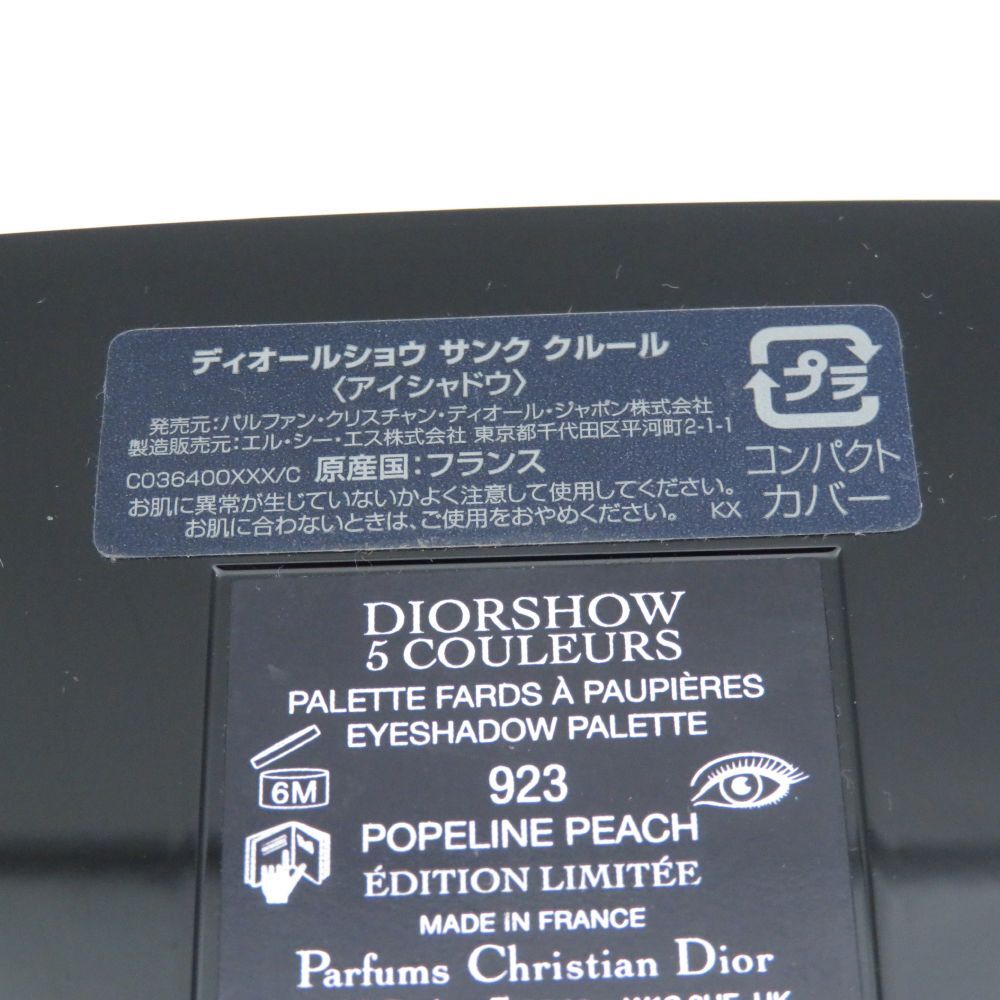 ディオールショウ サンク クルール
〈アイシャドウ〉
発売元:パルファン・クリスチャン・ディオール・ジャポン株式会社
製造販売元:エル・シー・エス株式会社 東京都千代田区平河町2-1-1
C036400XXX/C 原産国:フランス
お肌に異常が生じていないかよく注意して使用してください。
お肌に合わないときは、ご使用をおやめください。 KX
プラ
コンパクト
カバー
DIORSHOW
5 COULEURS
PALETTE FARDS À PAUPIÈRES
EYESHADOW PALETTE
6M
923
POPELINE PEACH
ÉDITION LIMITÉE
MADE IN FRANCE
Parfums Christian Dior